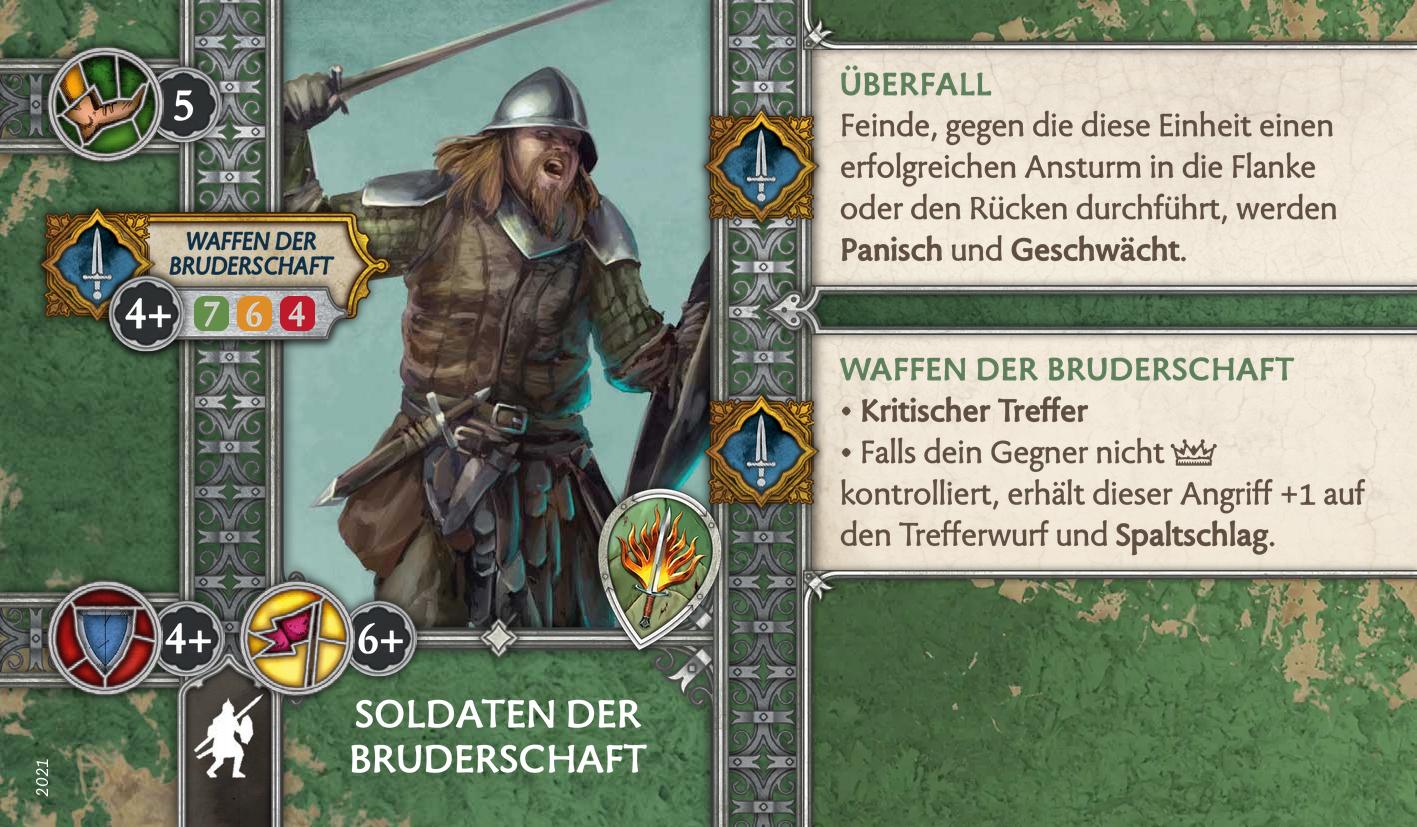 5
WAFFEN DER
BRUDERSCHAFT
4+ 7 6 4
4+ 6+
SOLDATEN DER
BRUDERSCHAFT
2021
ÜBERFALL
Feinde, gegen die diese Einheit einen
erfolgreichen Ansturm in die Flanke
oder den Rücken durchführt, werden
Panisch und Geschwächt.
WAFFEN DER BRUDERSCHAFT
• Kritischer Treffer
• Falls dein Gegner nicht
kontrolliert, erhält dieser Angriff +1 auf
den Trefferwurf und Spaltschlag.